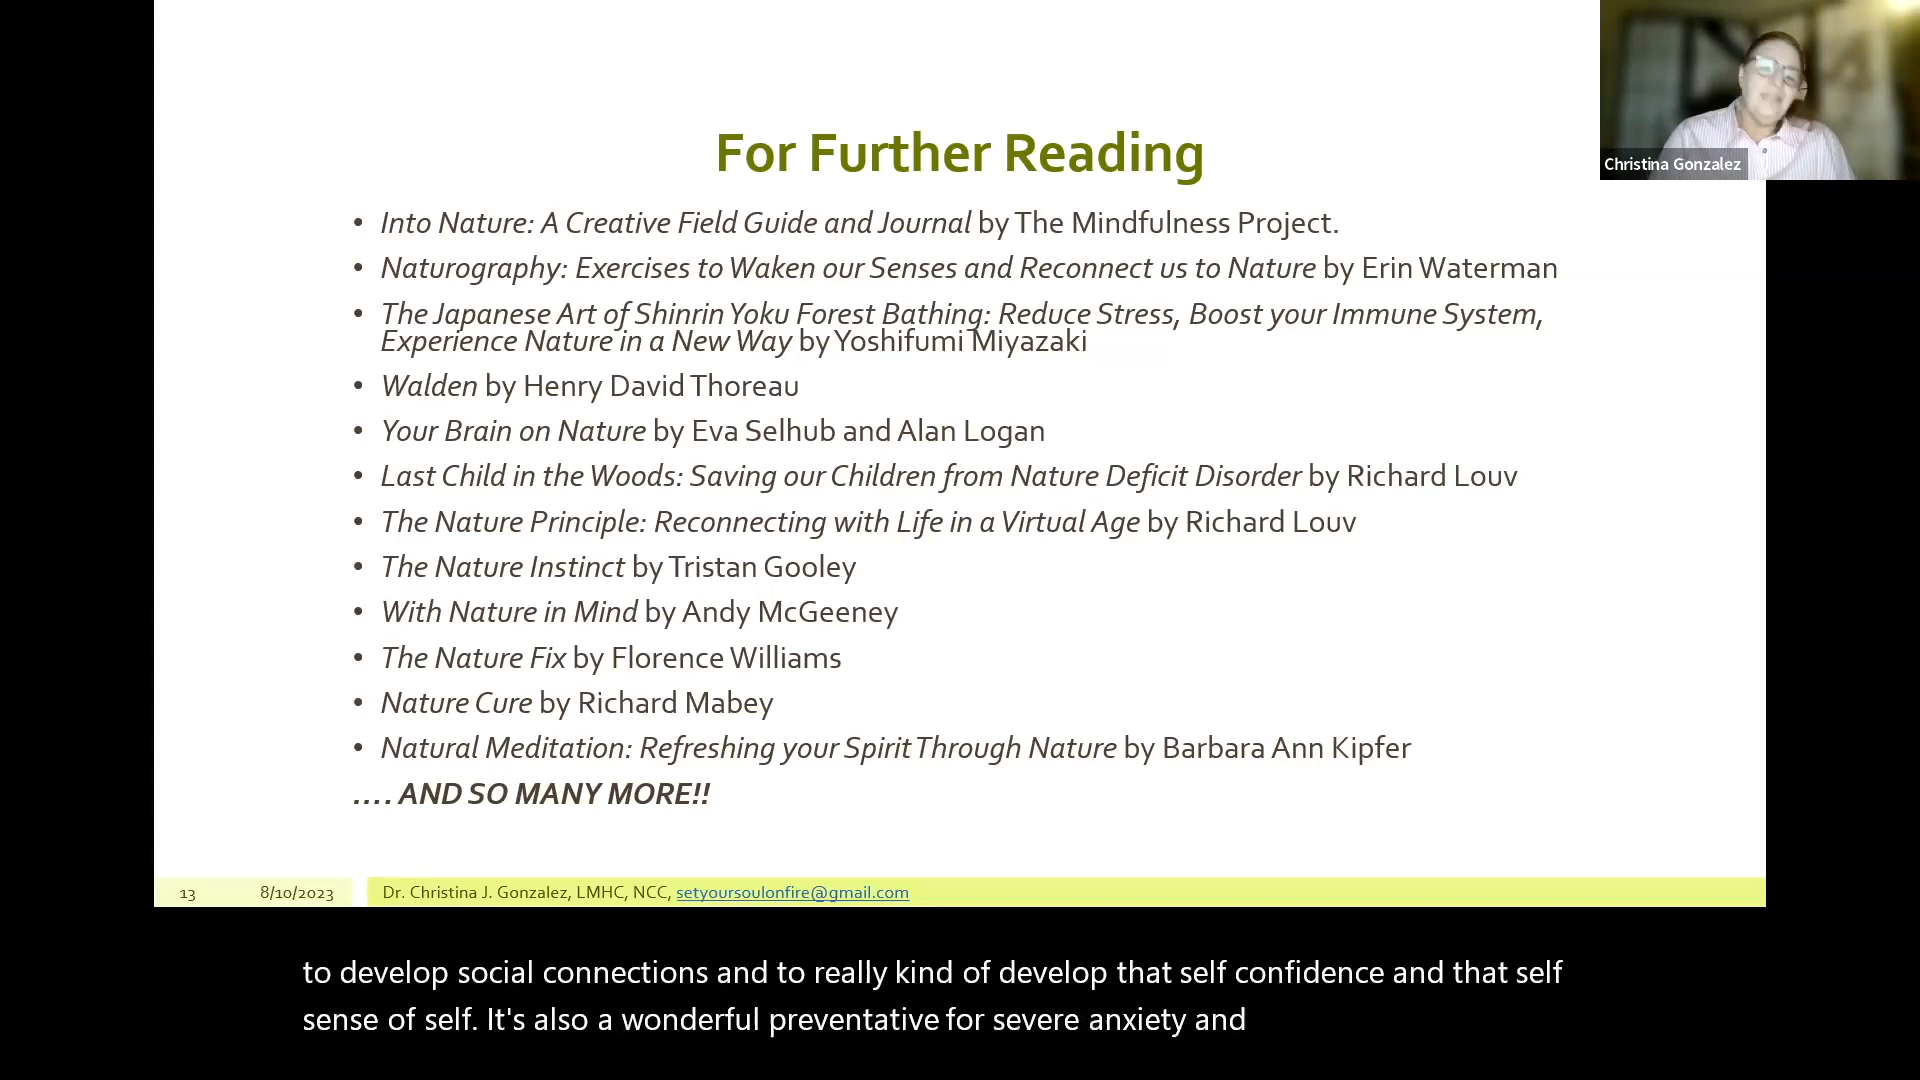 For Further Reading
• Into Nature: A Creative Field Guide and Journal by The Mindfulness Project.
• Naturography: Exercises to Waken our Senses and Reconnect us to Nature by Erin Waterman
• The Japanese Art of Shinrin Yoku Forest Bathing: Reduce Stress, Boost your Immune System,
Experience Nature in a New Way by Yoshifumi Miyazaki
• Walden by Henry David Thoreau
• Your Brain on Nature by Eva Selhub and Alan Logan
• Last Child in the Woods: Saving our Children from Nature Deficit Disorder by Richard Louv
• The Nature Principle: Reconnecting with Life in a Virtual Age by Richard Louv
• The Nature Instinct by Tristan Gooley
• With Nature in Mind by Andy McGeeney
• The Nature Fix by Florence Williams
• Nature Cure by Richard Mabey
• Natural Meditation: Refreshing your Spirit Through Nature by Barbara Ann Kipfer
.... AND SO MANY MORE!!
13 8/10/2023 Dr. Christina J. Gonzalez, LMHC, NCC, setyoursoulonfire@gmail.com
Christina Gonzalez
to develop social connections and to really kind of develop that self confidence and that self
sense of self. It's also a wonderful preventative for severe anxiety and